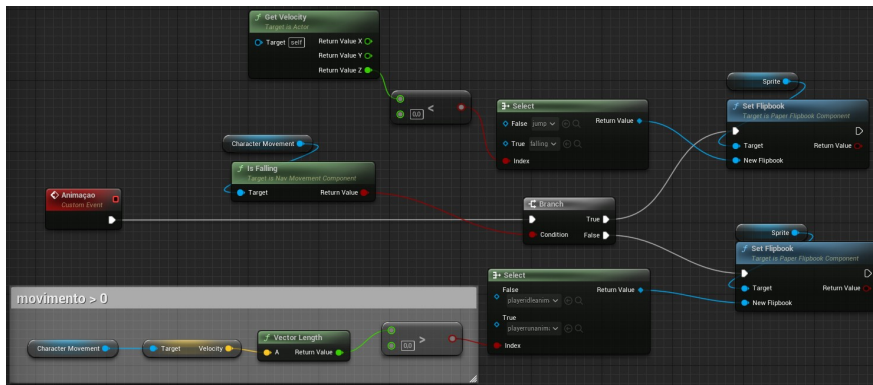 Get Velocity
Target is Actor
Target self Return Value X
Return Value Y
Return Value Z
0,0 <
Select
False jump Return Value
True falling
Index
Sprite
Set Flipbook
Target is Paper Flipbook Component
Target Return Value
New Flipbook
Character Movement
Is Falling
Target is Nav Movement Component
Target Return Value
Animaçao
Custom Event
Branch
True
Condition False
Sprite
Set Flipbook
Target is Paper Flipbook Component
Target Return Value
New Flipbook
Select
False Return Value
playeridleanim
True
playerrunanim
Index
movimento > 0
Character Movement
Target Velocity
Vector Length
A Return Value
0,0 >